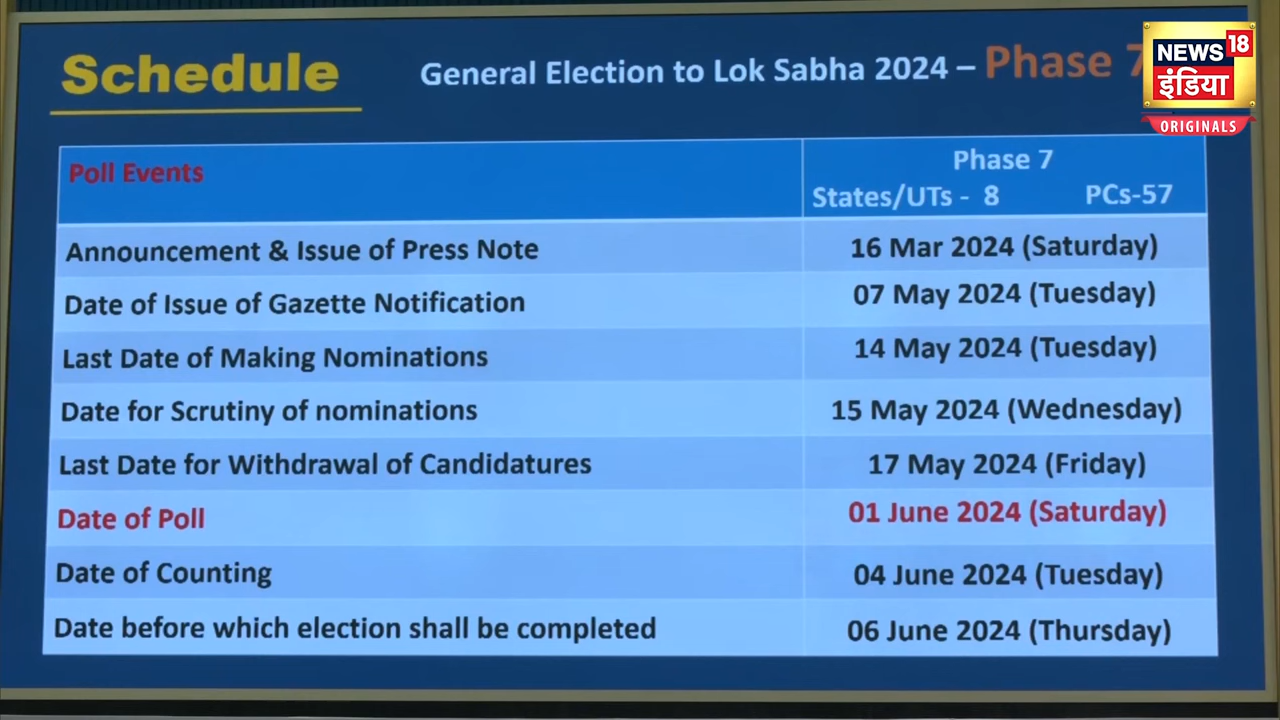 Schedule
General Election to Lok Sabha 2024 – Phase 7
NEWS 18
इंडिया
ORIGINALS
Poll Events
Phase 7
States/UTs - 8 PCs-57
Announcement & Issue of Press Note 16 Mar 2024 (Saturday)
Date of Issue of Gazette Notification 07 May 2024 (Tuesday)
Last Date of Making Nominations 14 May 2024 (Tuesday)
Date for Scrutiny of nominations 15 May 2024 (Wednesday)
Last Date for Withdrawal of Candidatures 17 May 2024 (Friday)
Date of Poll 01 June 2024 (Saturday)
Date of Counting 04 June 2024 (Tuesday)
Date before which election shall be completed 06 June 2024 (Thursday)